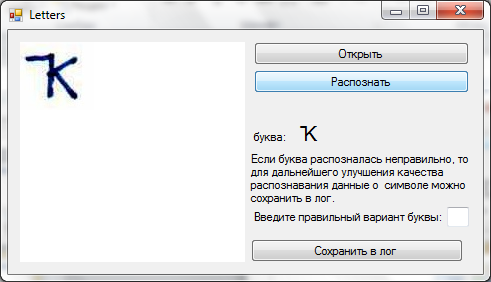 Letters
Ҡ
Открыть
Распознать
буква: Ҡ
Если буква распозналась неправильно, то
для дальнейшего улучшения качества
распознавания данные о символе можно
сохранить в лог.
Введите правильный вариант буквы:
Сохранить в лог